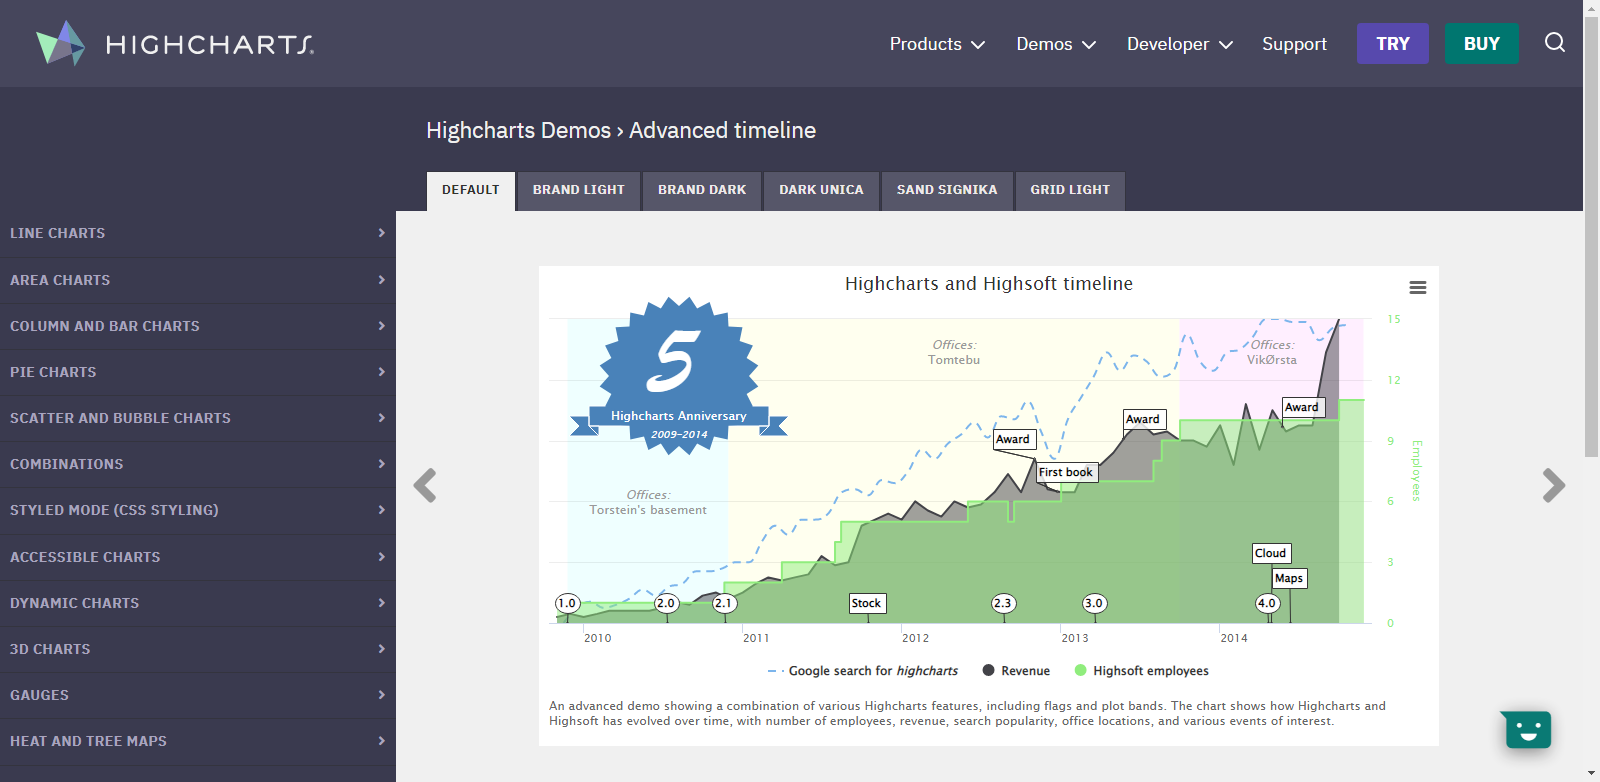 HIGHCHARTS®
Products
Demos
Developer
Support
TRY
BUY
Highcharts Demos › Advanced timeline
DEFAULT
BRAND LIGHT
BRAND DARK
DARK UNICA
SAND SIGNIKA
GRID LIGHT
LINE CHARTS
AREA CHARTS
COLUMN AND BAR CHARTS
PIE CHARTS
SCATTER AND BUBBLE CHARTS
COMBINATIONS
STYLED MODE (CSS STYLING)
ACCESSIBLE CHARTS
DYNAMIC CHARTS
3D CHARTS
GAUGES
HEAT AND TREE MAPS
Highcharts and Highsoft timeline
5
Highcharts Anniversary
2009-2014
Offices:
Torstein's basement
Offices:
Tomtebu
Offices:
VikØrsta
Award
First book
Award
Award
Cloud
Maps
1.0
2.0
2.1
Stock
2.3
3.0
4.0
15
12
9
6
3
0
Employees
2010
2011
2012
2013
2014
Google search for highcharts
Revenue
Highsoft employees
An advanced demo showing a combination of various Highcharts features, including flags and plot bands. The chart shows how Highcharts and
Highsoft has evolved over time, with number of employees, revenue, search popularity, office locations, and various events of interest.